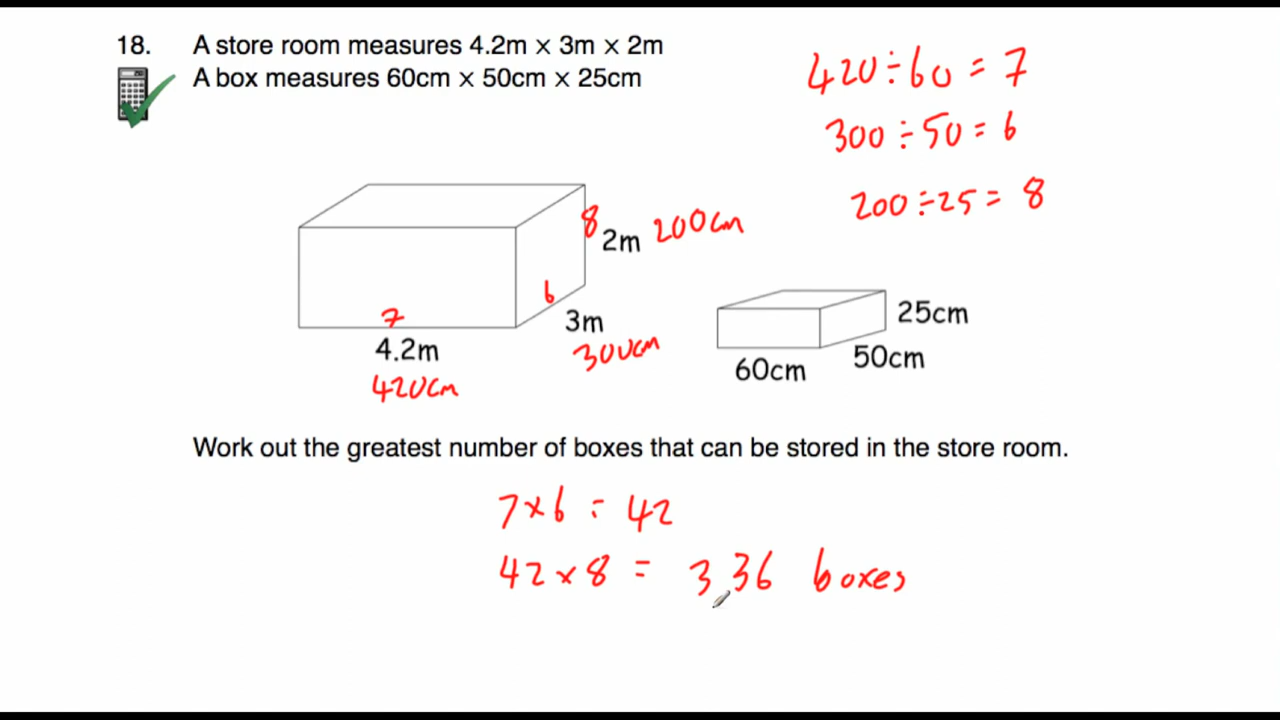 18. A store room measures 4.2m × 3m × 2m
A box measures 60cm × 50cm × 25cm
420÷60 = 7
300÷50 = 6
200÷25 = 8
8
2m 200cm
6
3m
300cm
7
4.2m
420cm
25cm
50cm
60cm
Work out the greatest number of boxes that can be stored in the store room.
7×6 = 42
42×8 = 336 boxes